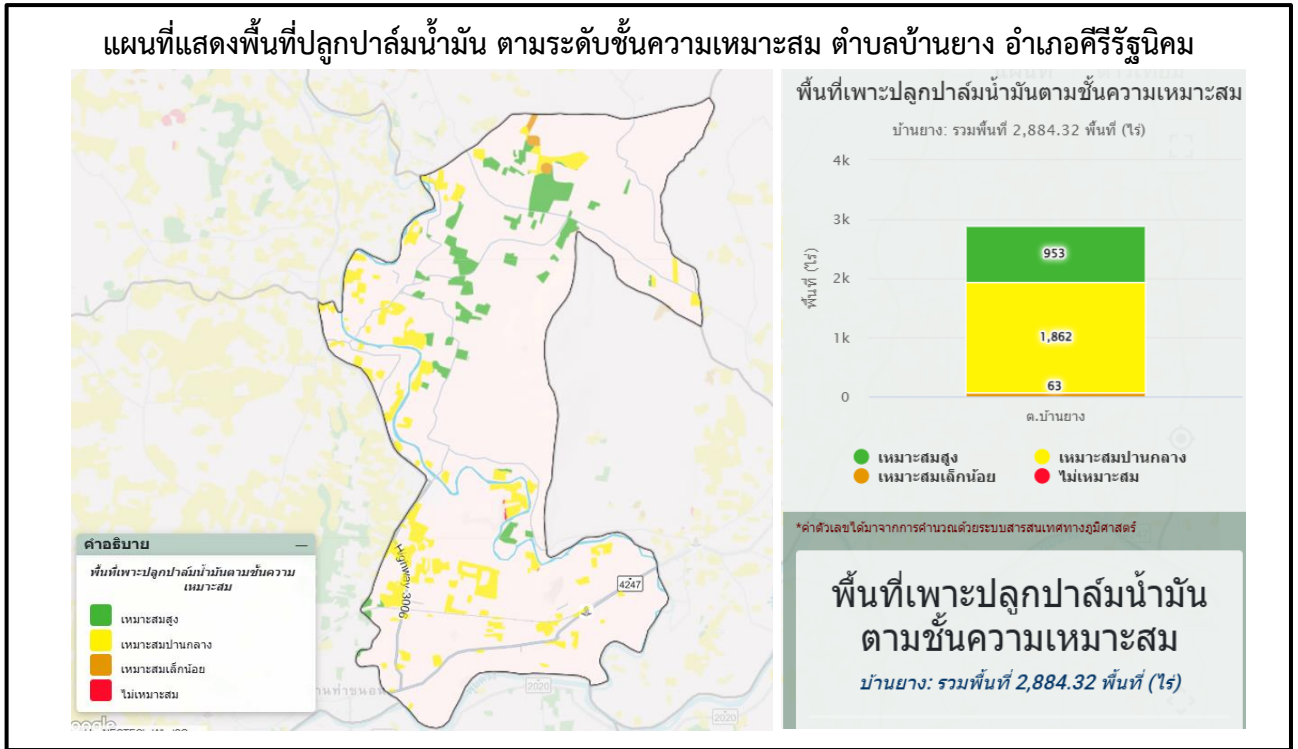 แผนที่แสดงพื้นที่ปลูกปาล์มน้ำมัน ตามระดับชั้นความเหมาะสม ตำบลบ้านยาง อำเภอคีรีรัฐนิคม
พื้นที่เพาะปลูกปาล์มน้ำมันตามชั้นความเหมาะสม
บ้านยาง: รวมพื้นที่ 2,884.32 พื้นที่ (ไร่)
พื้นที่ (ไร่)
4k
3k
2k
1k
0
953
1,862
63
ต.บ้านยาง
เหมาะสมสูง
เหมาะสมปานกลาง
เหมาะสมเล็กน้อย
ไม่เหมาะสม
*ค่าตัวเลขได้มาจากการคำนวณด้วยระบบสารสนเทศทางภูมิศาสตร์
พื้นที่เพาะปลูกปาล์มน้ำมัน
ตามชั้นความเหมาะสม
บ้านยาง: รวมพื้นที่ 2,884.32 พื้นที่ (ไร่)
Highway-3006
4247
2020
2020
คำอธิบาย
พื้นที่เพาะปลูกปาล์มน้ำมันตามชั้นความ
เหมาะสม
เหมาะสมสูง
เหมาะสมปานกลาง
เหมาะสมเล็กน้อย
ไม่เหมาะสม